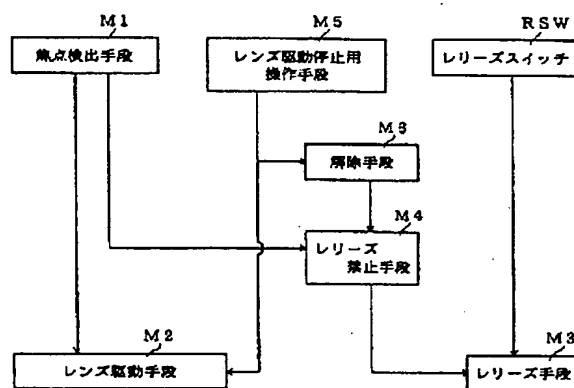 M1
焦点検出手段
M5
レンズ駆動停止用
操作手段
RSW
レリーズスイッチ
M6
解除手段
M4
レリーズ
禁止手段
M2
レンズ駆動手段
M3
レリーズ手段